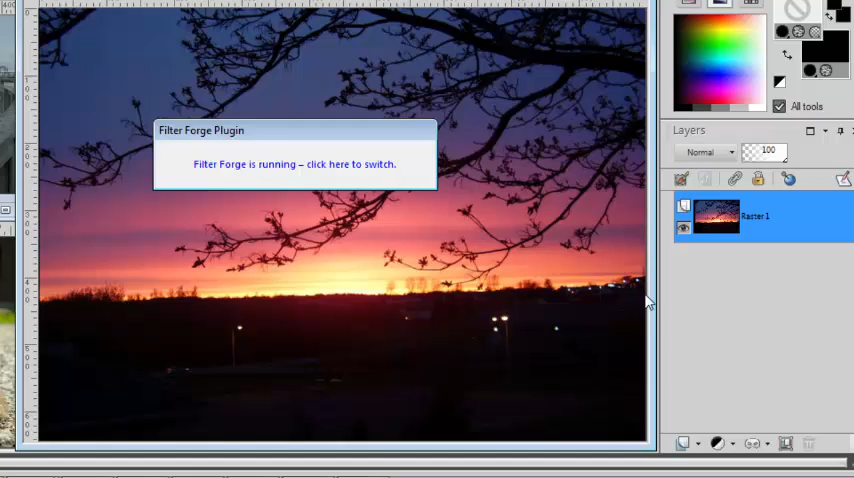 All tools
Layers
Normal
100
Filter Forge Plugin
Filter Forge is running – click here to switch.
Raster 1